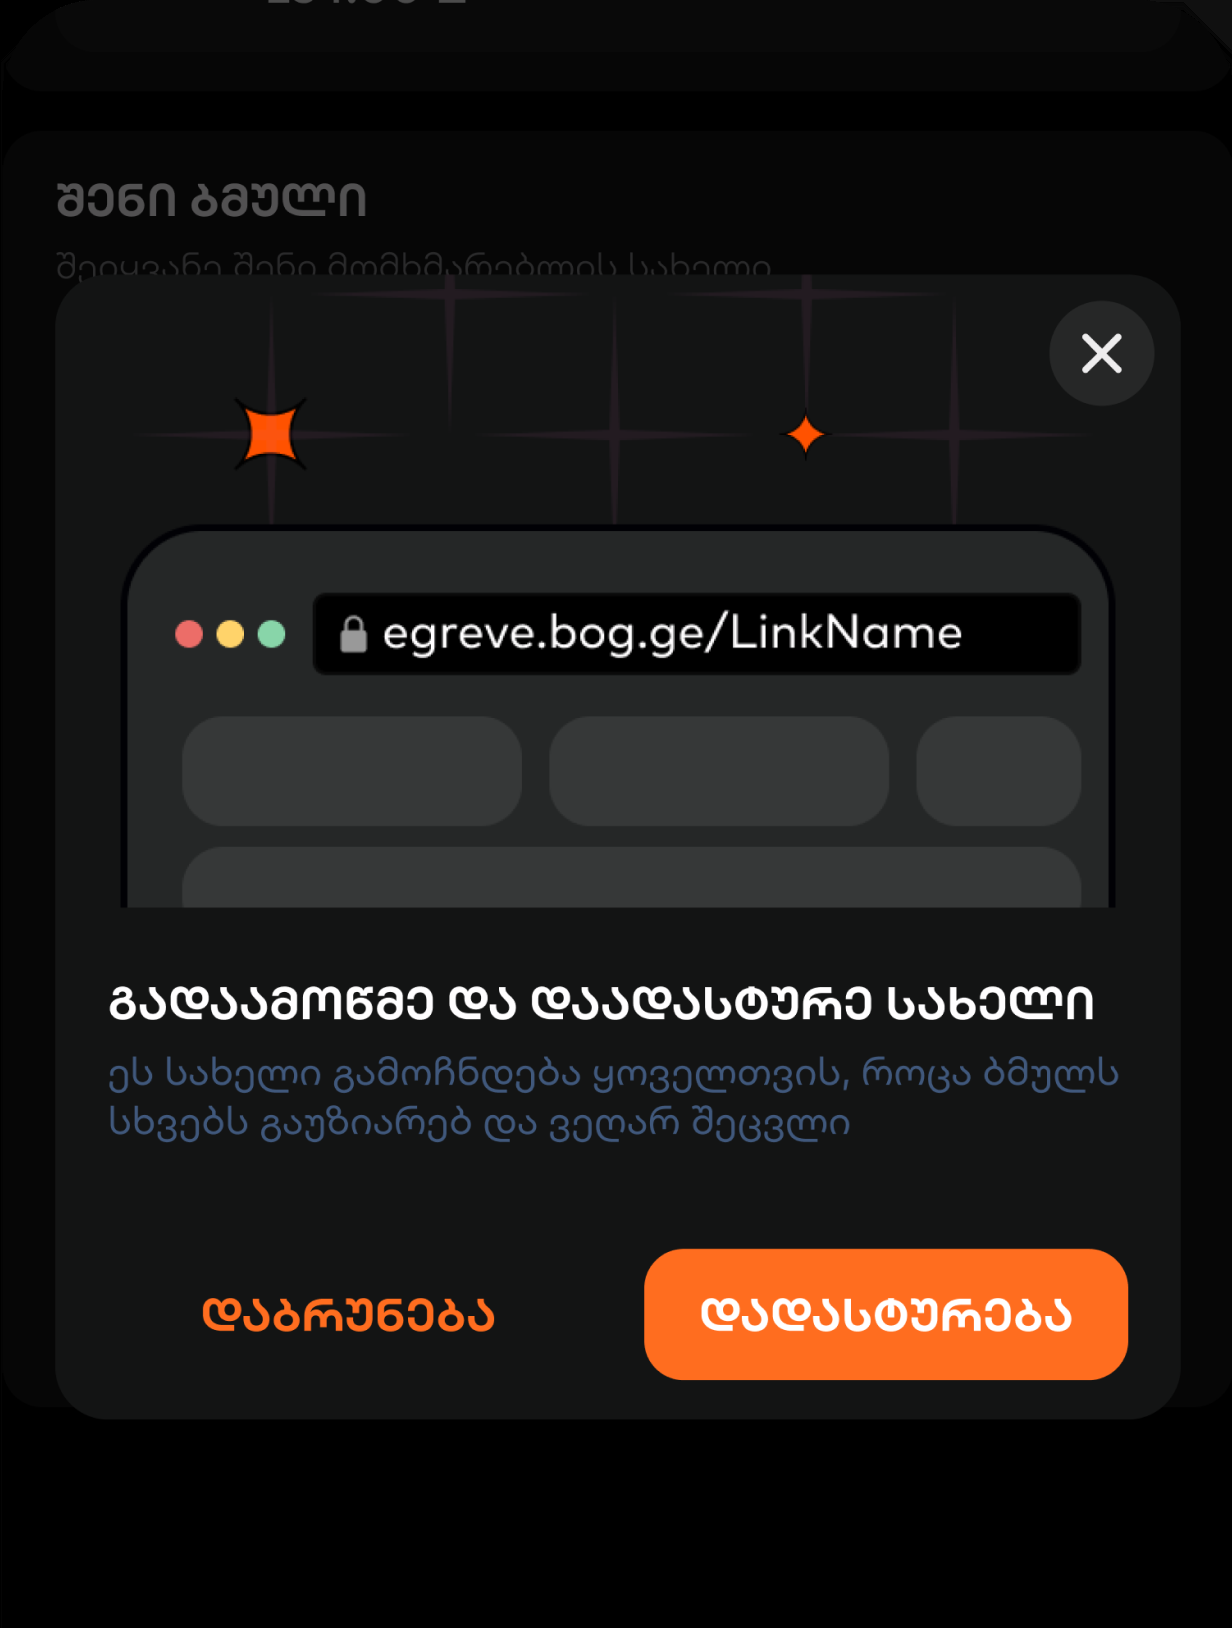 შენი ბმული
შეიყვანე შენი მომხმარებლის სახელი
egreve.bog.ge/LinkName
გადაამოწმე და დაადასტურე სახელი
ეს სახელი გამოჩნდება ყოველთვის, როცა ბმულს
სხვებს გაუზიარებ და ვეღარ შეცვლი
დაბრუნება
დადასტურება